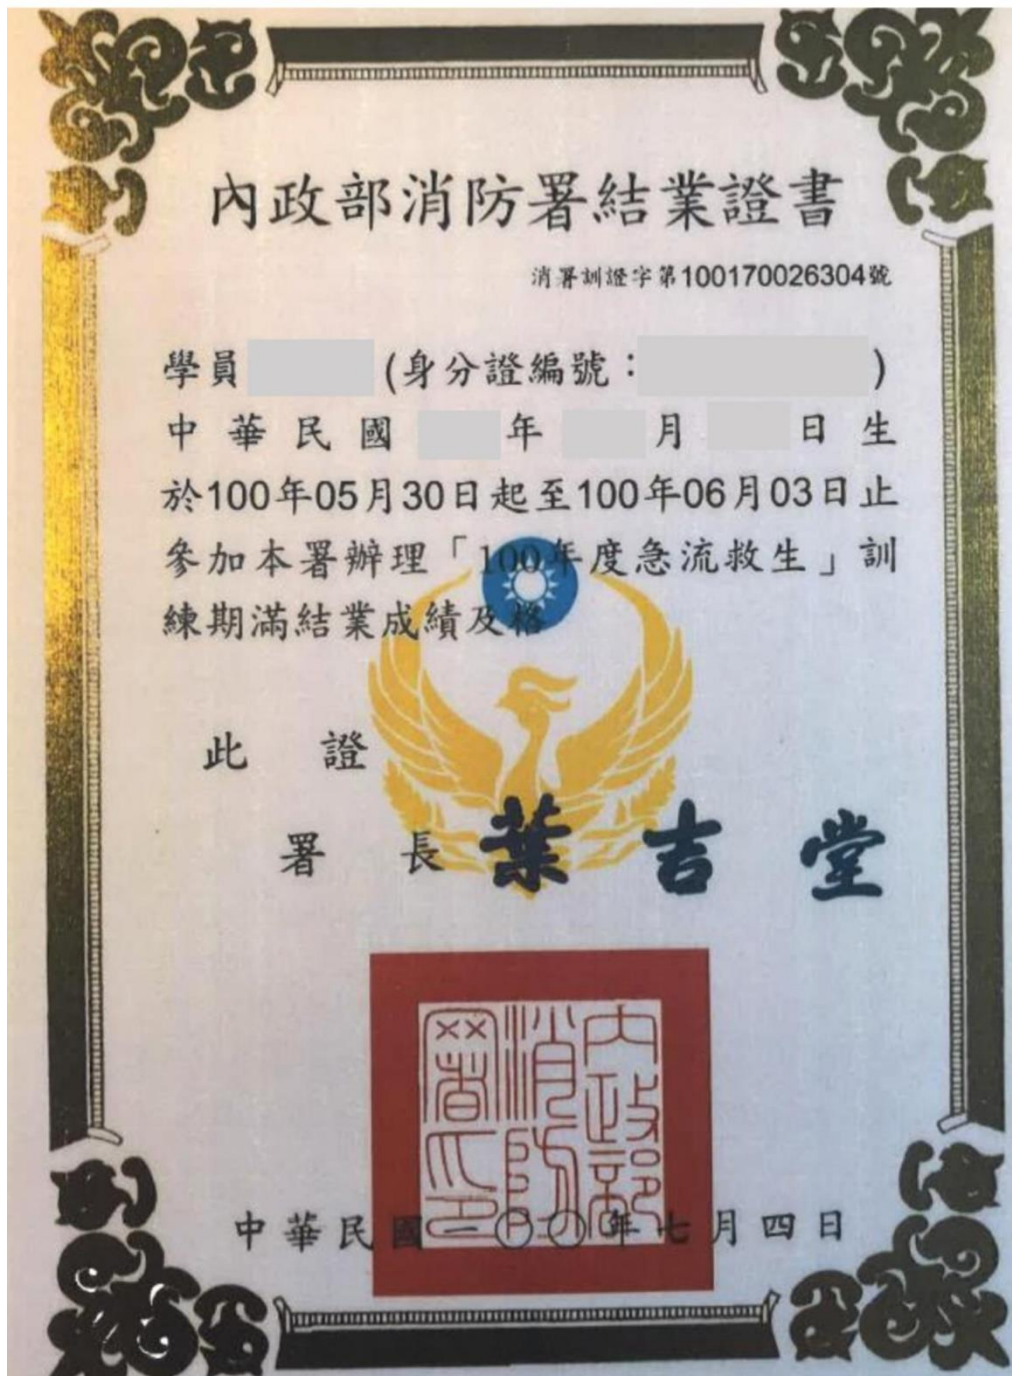 內政部消防署結業證書
消署訓證字第100170026304號
學員 (身分證編號: )
中華民國 年 月 日生
於100年05月30日起至100年06月03日止
參加本署辦理「100年度急流救生」訓
練期滿結業成績及格
此證
署長 葉吉堂
內政部消防署印
中華民國一〇〇年七月四日